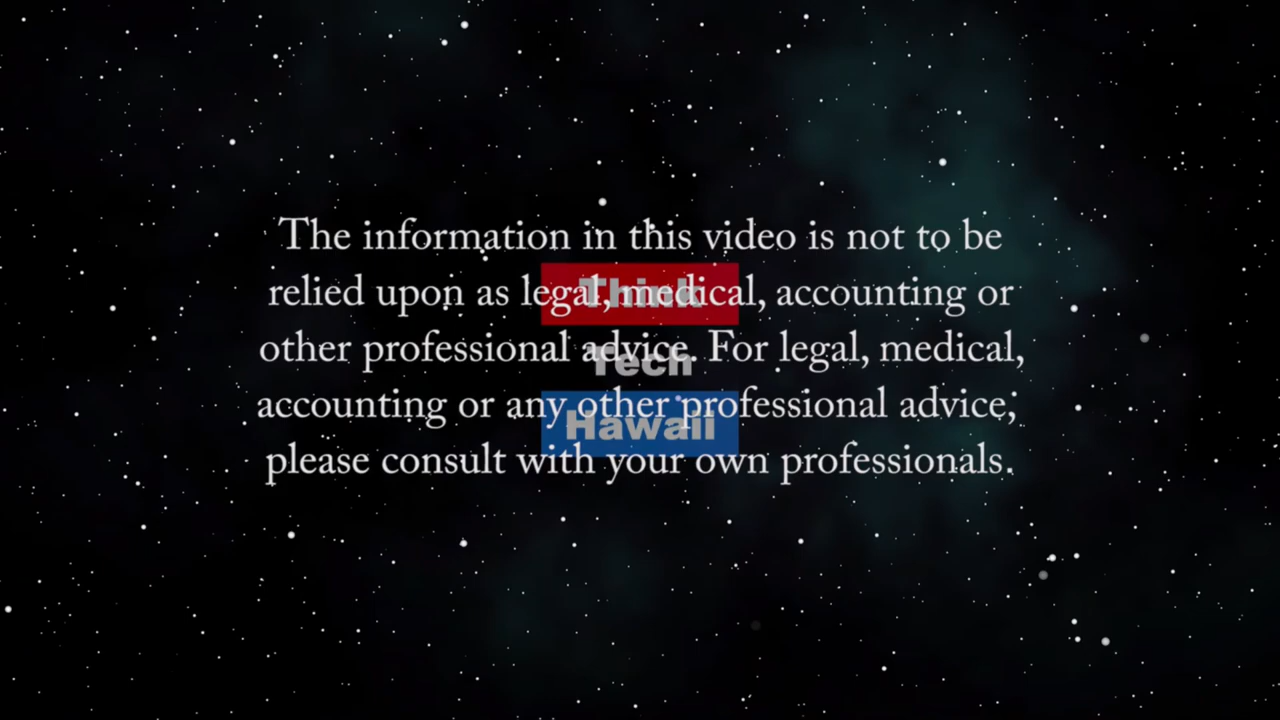 The information in this video is not to be
relied upon as legal, medical, accounting or
other professional advice. For legal, medical,
accounting or any other professional advice,
please consult with your own professionals.
Think
Tech
Hawaii